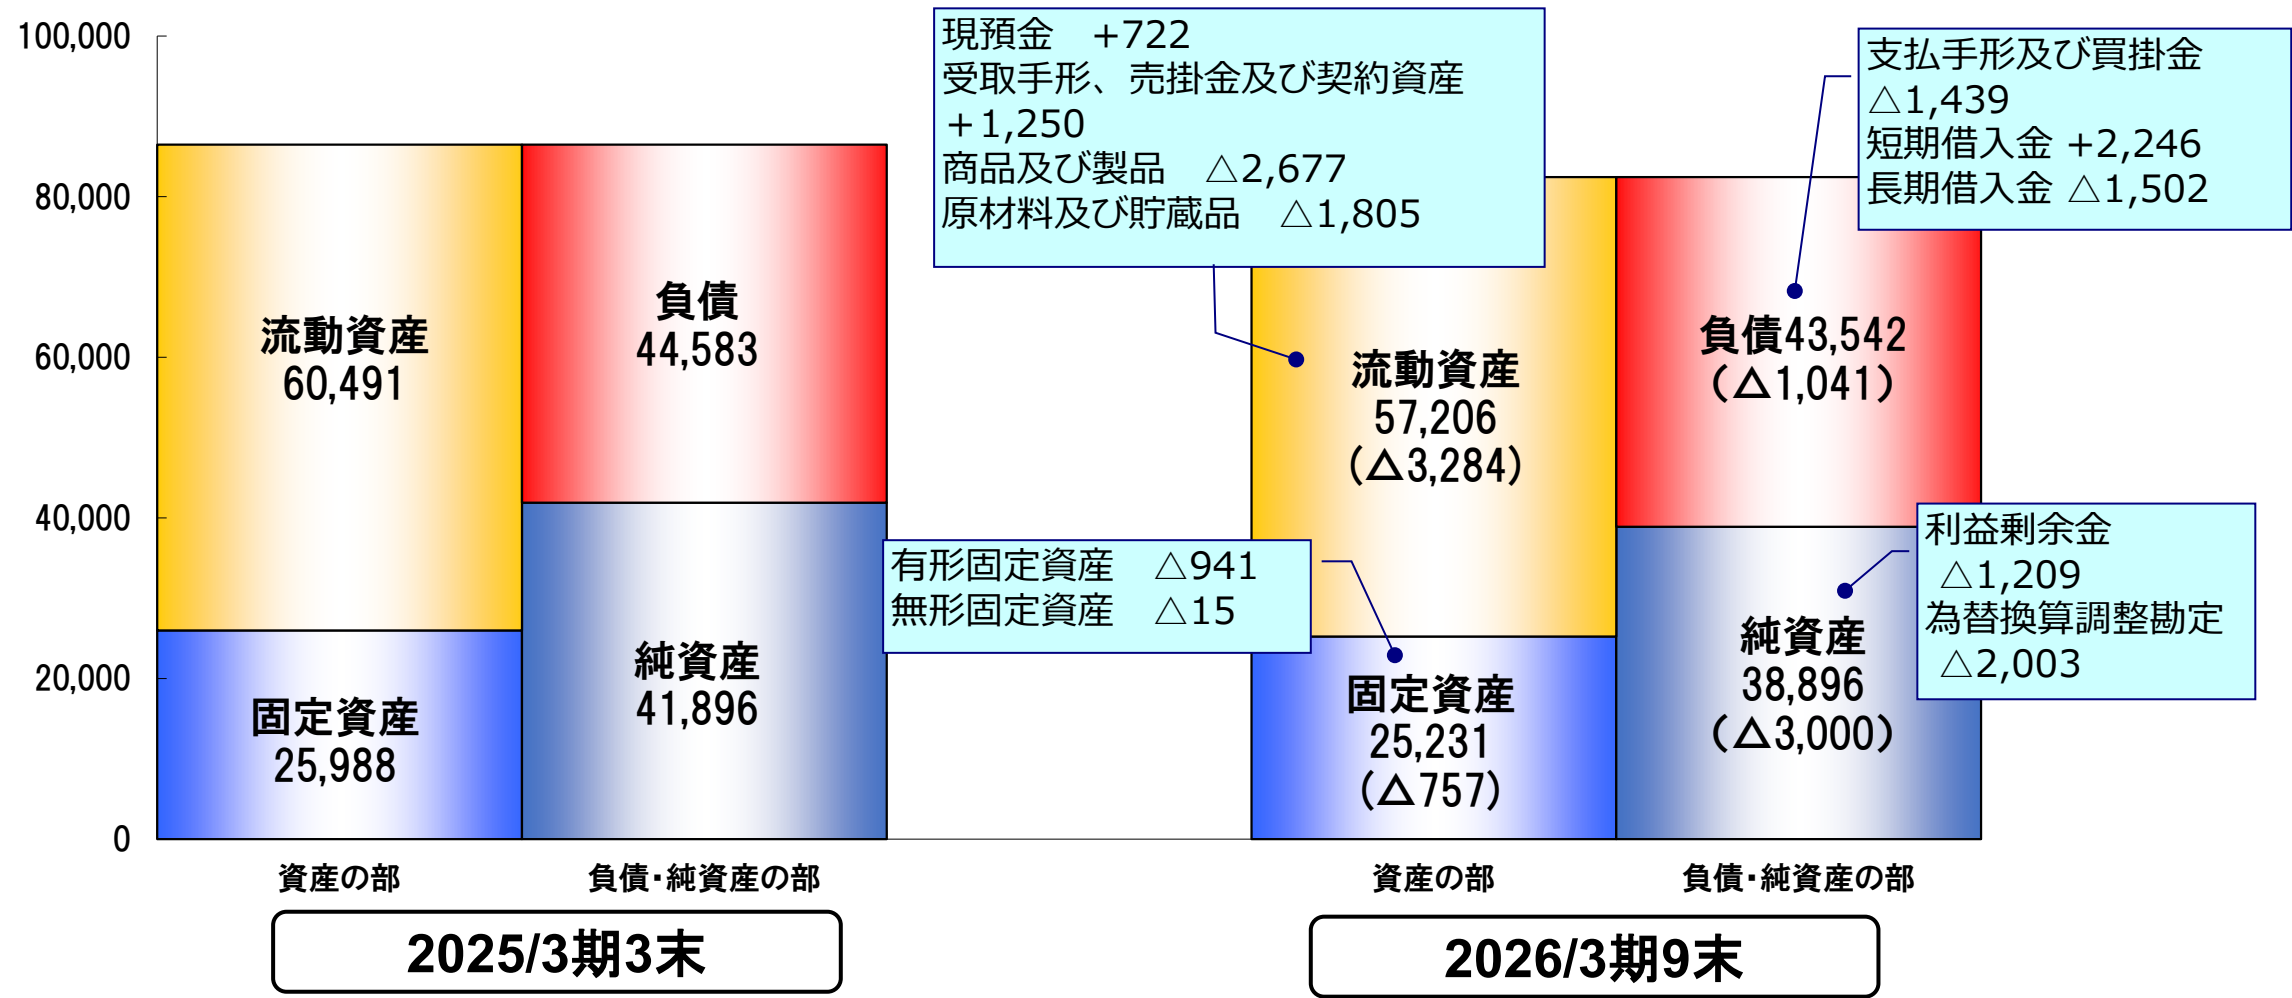 100,000
80,000
60,000
40,000
20,000
0
流動資産
60,491
固定資産
25,988
負債
44,583
純資産
41,896
資産の部
負債・純資産の部
2025/3期3末
現預金　+722
受取手形、売掛金及び契約資産
＋1,250
商品及び製品　△2,677
原材料及び貯蔵品　△1,805
支払手形及び買掛金
△1,439
短期借入金 +2,246
長期借入金 △1,502
流動資産
57,206
(△3,284)
負債43,542
(△1,041)
有形固定資産　△941
無形固定資産　△15
利益剰余金
△1,209
為替換算調整勘定
△2,003
固定資産
25,231
(△757)
純資産
38,896
(△3,000)
資産の部
負債・純資産の部
2026/3期9末